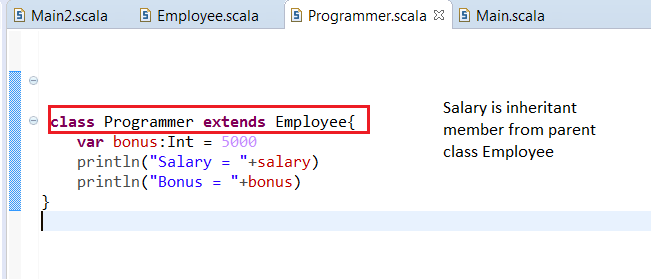 Main2.scala Employee.scala Programmer.scala Main.scala
class Programmer extends Employee{
var bonus:Int = 5000
println("Salary = "+salary)
println("Bonus = "+bonus)
}
Salary is inheritant
member from parent
class Employee